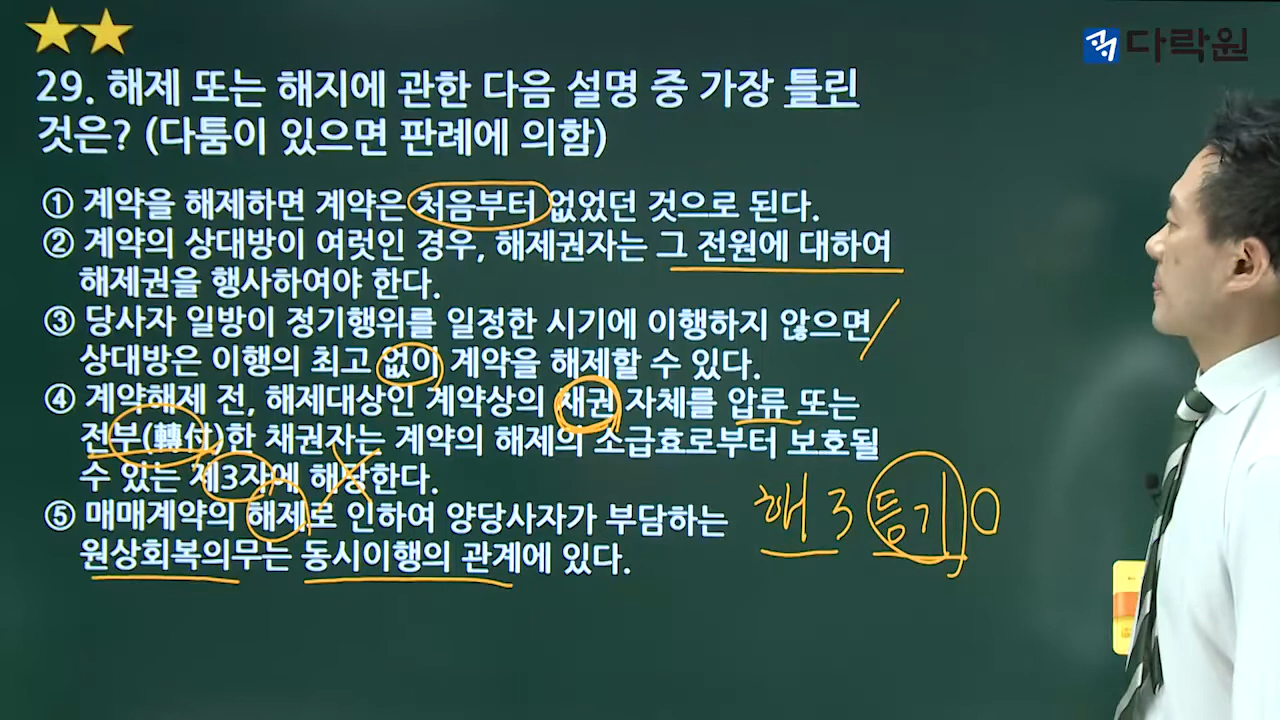 다락원
29. 해제 또는 해지에 관한 다음 설명 중 가장 틀린
것은? (다툼이 있으면 판례에 의함)
① 계약을 해제하면 계약은 처음부터 없었던 것으로 된다.
② 계약의 상대방이 여럿인 경우, 해제권자는 그 전원에 대하여
해제권을 행사하여야 한다.
③ 당사자 일방이 정기행위를 일정한 시기에 이행하지 않으면
상대방은 이행의 최고 없이 계약을 해제할 수 있다.
④ 계약해제 전, 해제대상인 계약상의 채권 자체를 압류 또는
전부(轉付)한 채권자는 계약의 해제의 소급효로부터 보호될
수 있는 제3자에 해당한다.
⑤ 매매계약의 해제로 인하여 양당사자가 부담하는
원상회복의무는 동시이행의 관계에 있다.
해 3 등기 O